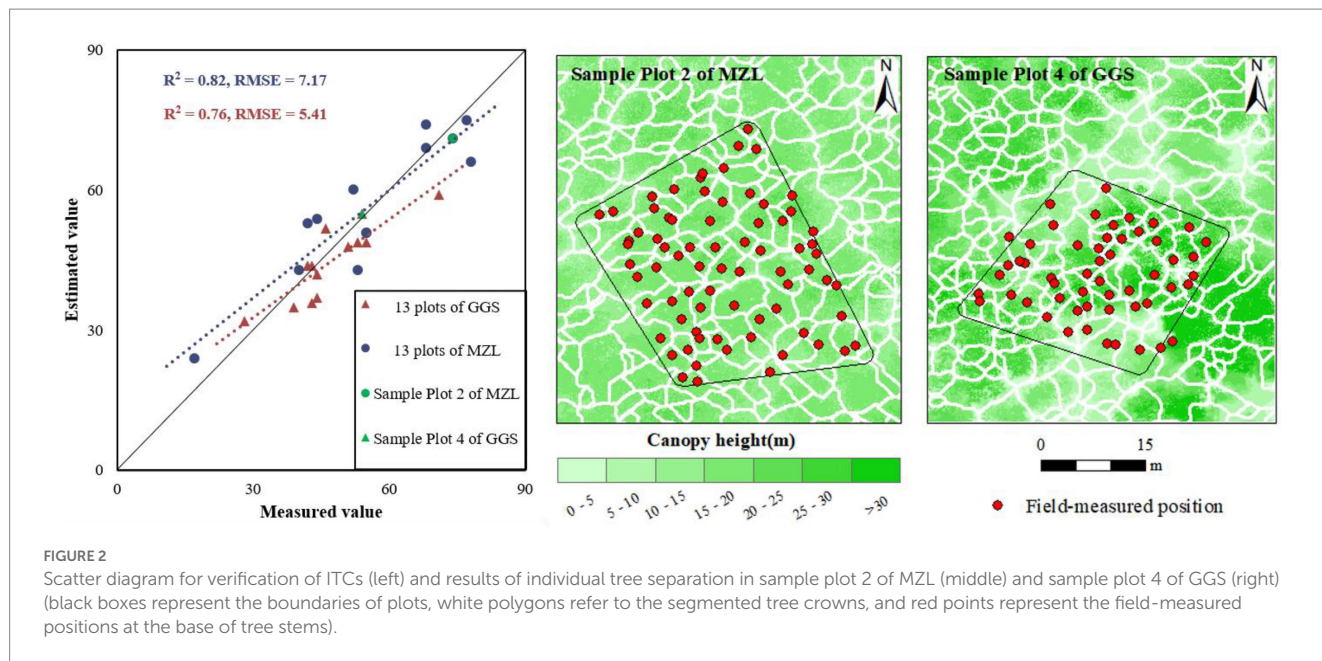 90
60
30
0
0
30
60
90
Estimated value
Measured value
R² = 0.82, RMSE = 7.17
R² = 0.76, RMSE = 5.41
13 plots of GGS
13 plots of MZL
Sample Plot 2 of MZL
Sample Plot 4 of GGS
Sample Plot 2 of MZL
N
Sample Plot 4 of GGS
N
Canopy height(m)
0 - 5
5 - 10
10 - 15
15 - 20
20 - 25
25 - 30
>30
0
15
m
Field-measured position
FIGURE 2
Scatter diagram for verification of ITCs (left) and results of individual tree separation in sample plot 2 of MZL (middle) and sample plot 4 of GGS (right)
(black boxes represent the boundaries of plots, white polygons refer to the segmented tree crowns, and red points represent the field-measured
positions at the base of tree stems).